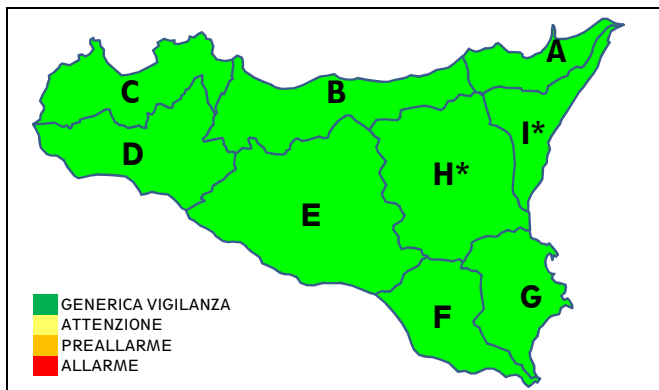 A
C
B
I*
D
H*
E
G
F
GENERICA VIGILANZA
ATTENZIONE
PREALLARME
ALLARME